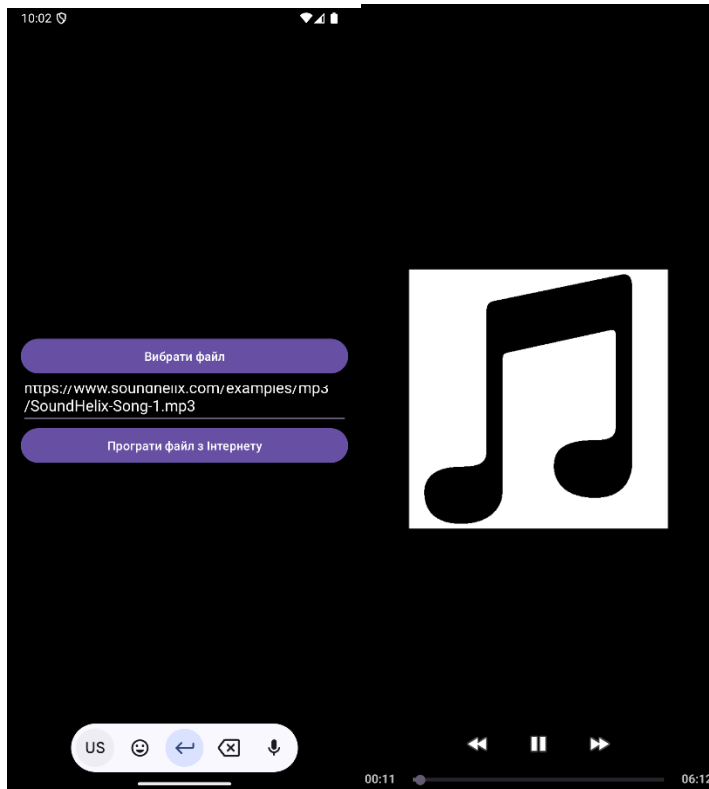 10:02
Вибрати файл
https://www.soundhelix.com/examples/mp3
/SoundHelix-Song-1.mp3
Програти файл з Інтернету
US
00:11
06:12